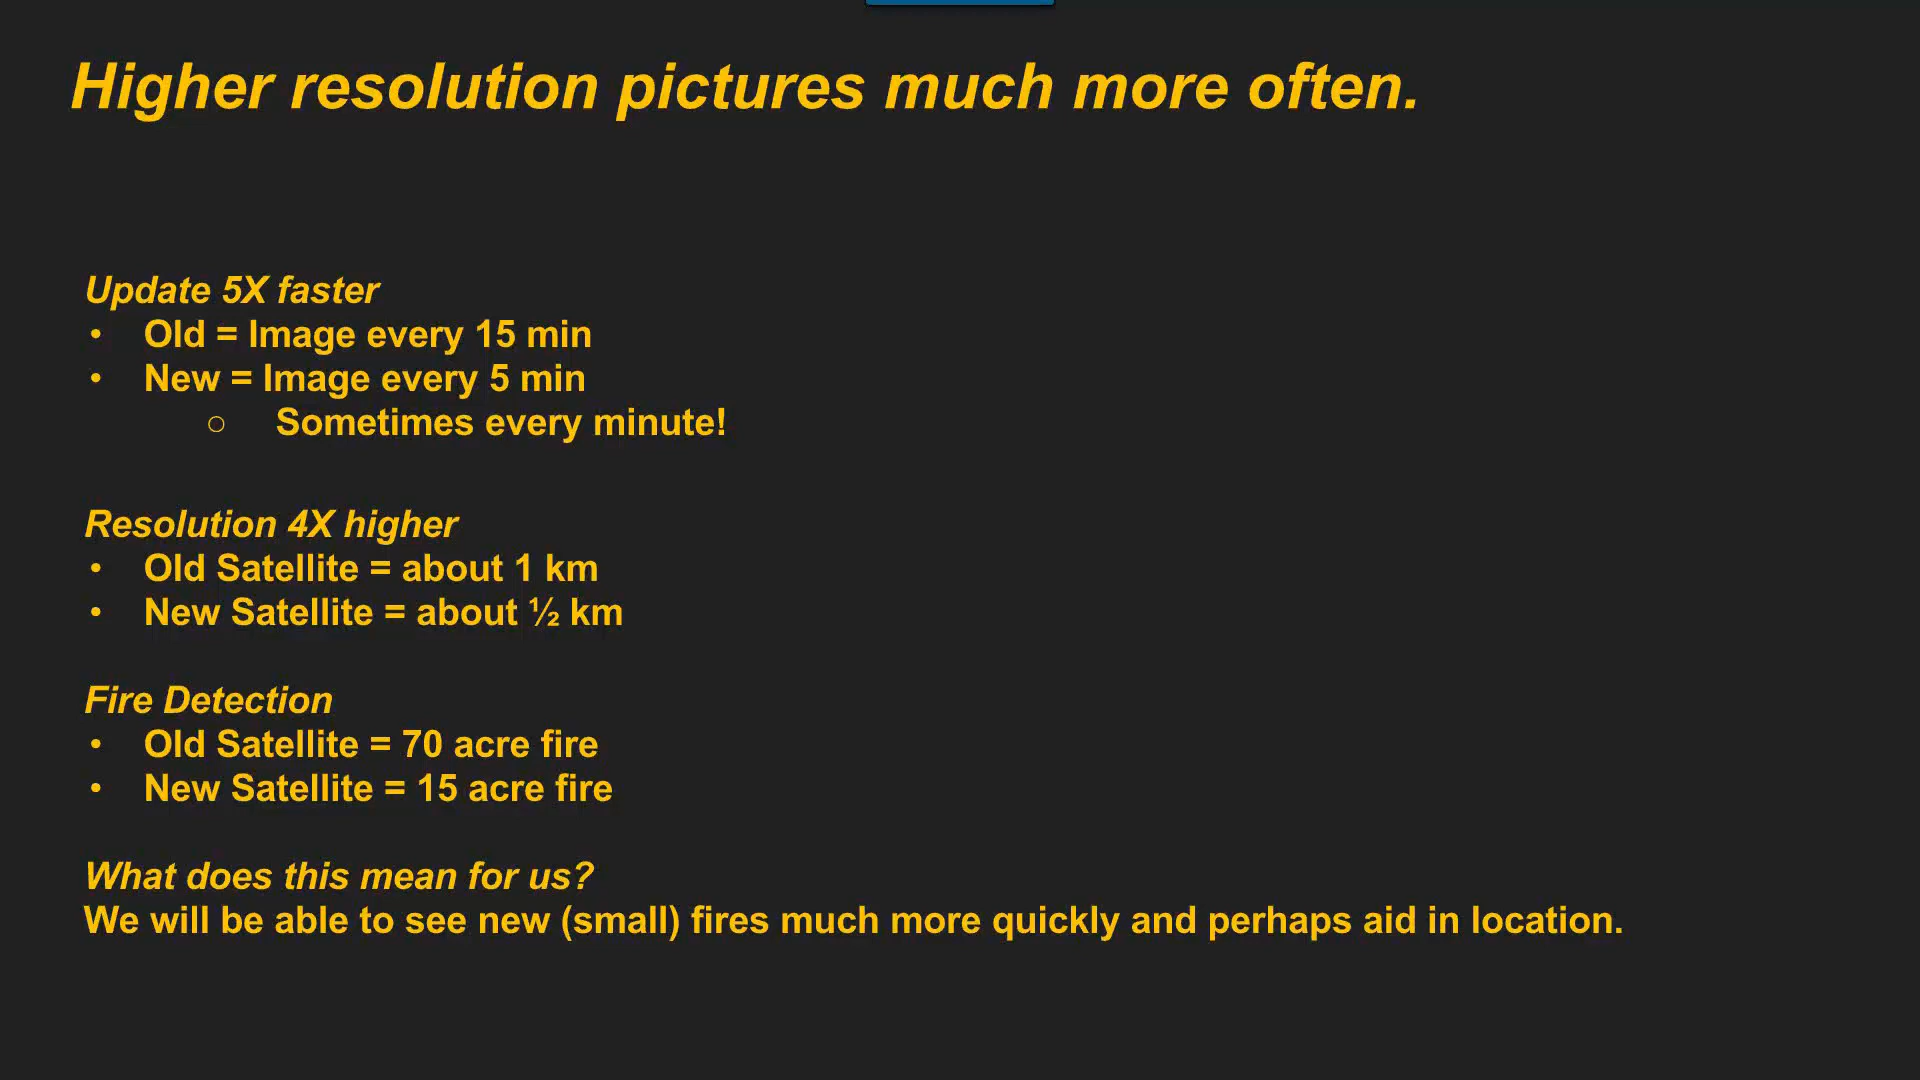 Higher resolution pictures much more often.
Update 5X faster
• Old = Image every 15 min
• New = Image every 5 min
○ Sometimes every minute!
Resolution 4X higher
• Old Satellite = about 1 km
• New Satellite = about ½ km
Fire Detection
• Old Satellite = 70 acre fire
• New Satellite = 15 acre fire
What does this mean for us?
We will be able to see new (small) fires much more quickly and perhaps aid in location.